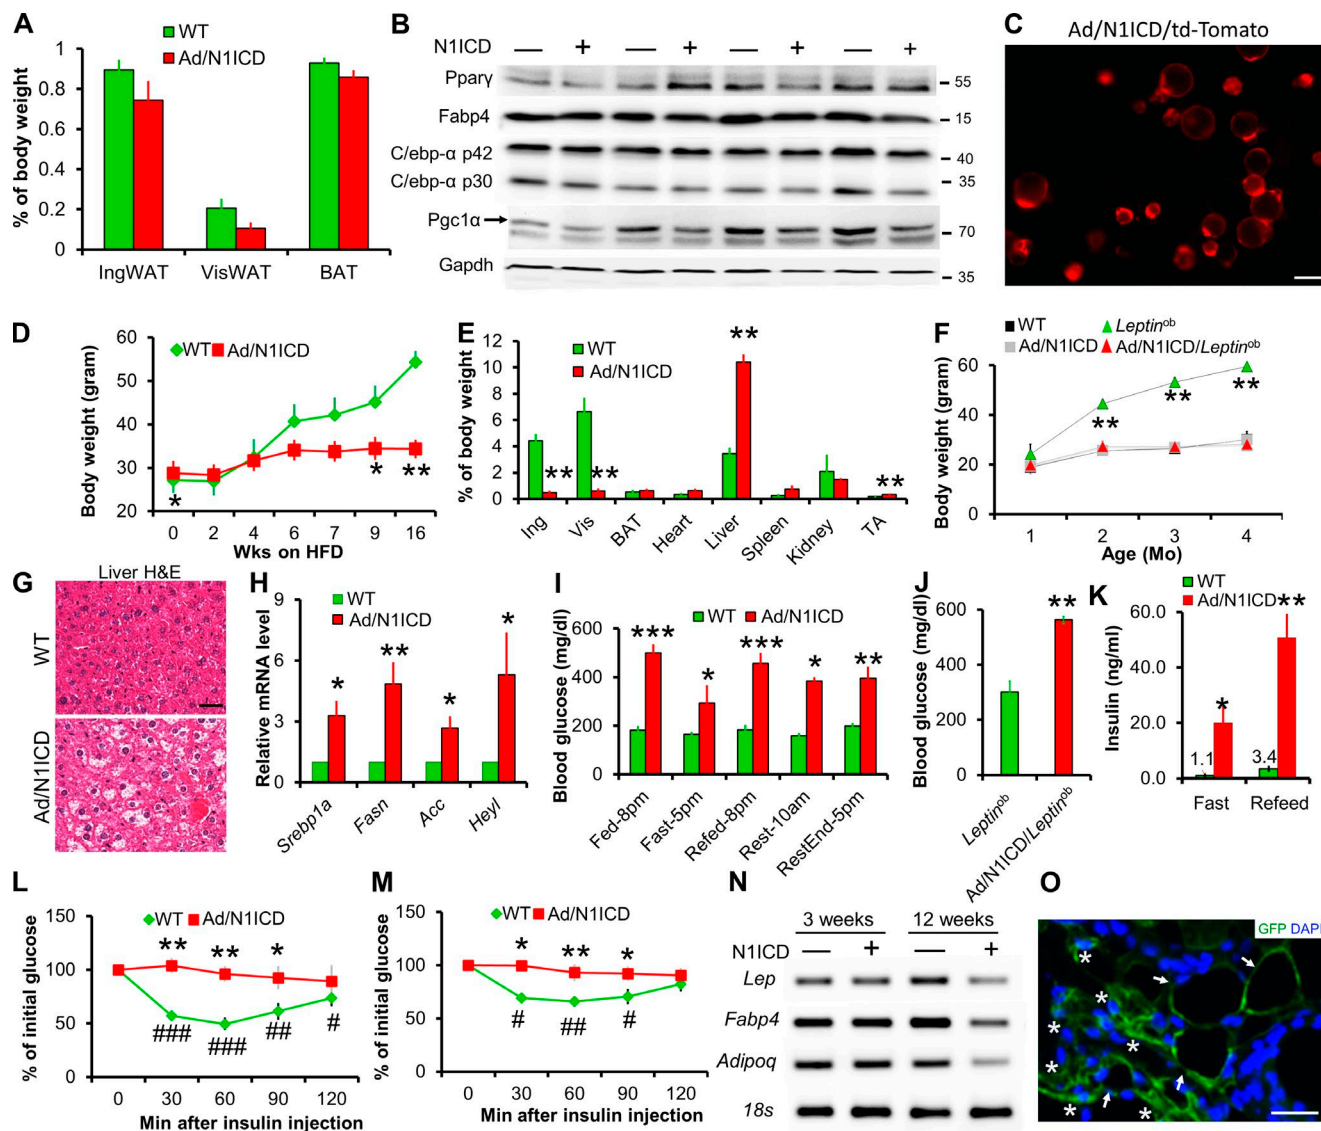 A
WT
Ad/N1ICD
% of body weight
1
0.8
0.6
0.4
0.2
0
IngWAT VisWAT BAT
B
N1ICD — + — + — + — +
Pparγ
Fabp4
C/ebp-α p42
C/ebp-α p30
Pgc1α
Gapdh
55
15
40
35
70
35
C
Ad/N1ICD/td-Tomato
D
WT Ad/N1ICD
Body weight (gram)
60
50
40
30
20
* * **
0 2 4 6 7 9 16
Wks on HFD
E
WT
Ad/N1ICD
% of body weight
12
10
8
6
4
2
0
** ** ** **
Ing Vis BAT Heart Liver Spleen Kidney TA
F
WT Leptinᵒᵇ
Ad/N1ICD Ad/N1ICD/Leptinᵒᵇ
Body weight (gram)
60
40
20
0
** ** **
1 2 3 4
Age (Mo)
G
Liver H&E
WT
Ad/N1ICD
H
WT
Ad/N1ICD
Relative mRNA level
9
6
3
0
* ** * *
Srebp1a Fasn Acc Heyl
I
WT Ad/N1ICD
Blood glucose (mg/dl)
600
400
200
0
*** * *** * **
Fed-8pm Fast-5pm Refed-8pm Rest-10am RestEnd-5pm
J
Blood glucose (mg/dl)
600
400
200
0
**
Leptinᵒᵇ Ad/N1ICD/Leptinᵒᵇ
K
WT
Ad/N1ICD
Insulin (ng/ml)
60.0
40.0
20.0
0.0
* **
1.1 3.4
Fast Refeed
L
WT Ad/N1ICD
% of initial glucose
150
100
50
0
** ** *
### ### ## #
0 30 60 90 120
Min after insulin injection
M
WT Ad/N1ICD
% of initial glucose
150
100
50
0
* ** *
# ## #
0 30 60 90 120
Min after insulin injection
N
3 weeks 12 weeks
N1ICD — + — +
Lep
Fabp4
Adipoq
18s
O
GFP DAPI
* * * * * * * *